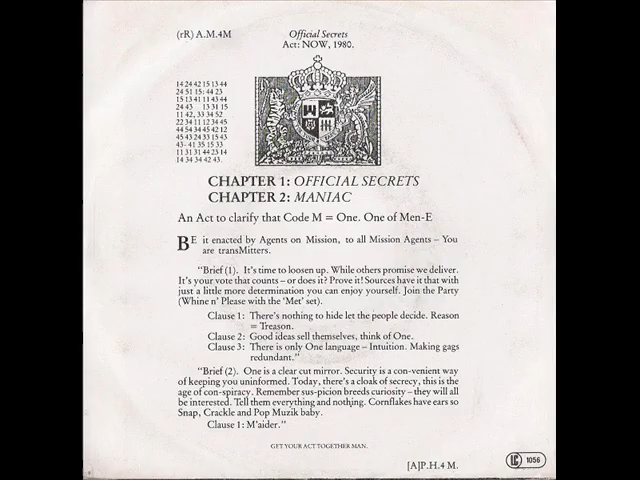 (rR) A.M.4M
Official Secrets
Act: NOW, 1980.
14 24 42 15 13 44
24 51 15: 44 23
15 13 41 11 43 44
24 43 13 31 15
11 42, 33 34 52
22 34 11 12 34 45
44 54 34 45 42 12
45 43 24 33 15 43
43- 41 35 15 33
11 31 31 44 23 14
14 34 34 42 43.
CHAPTER 1: OFFICIAL SECRETS
CHAPTER 2: MANIAC
An Act to clarify that Code M = One. One of Men-E
BE it enacted by Agents on Mission, to all Mission Agents – You
are transMitters.
"Brief (1). It's time to loosen up. While others promise we deliver.
It's your vote that counts – or does it? Prove it! Sources have it that with
just a little more determination you can enjoy yourself. Join the Party
(Whine n' Please with the 'Met' set).
Clause 1: There's nothing to hide let the people decide. Reason
= Treason.
Clause 2: Good ideas sell themselves, think of One.
Clause 3: There is only One language – Intuition. Making gags
redundant."
"Brief (2). One is a clear cut mirror. Security is a con-venient way
of keeping you uninformed. Today, there's a cloak of secrecy, this is the
age of con-spiracy. Remember sus-picion breeds curiosity – they will all
be interested. Tell them everything and nothing. Cornflakes have ears so
Snap, Crackle and Pop Muzik baby.
Clause 1: M'aider."
GET YOUR ACT TOGETHER MAN.
[A]P.H.4 M.
LC 1056